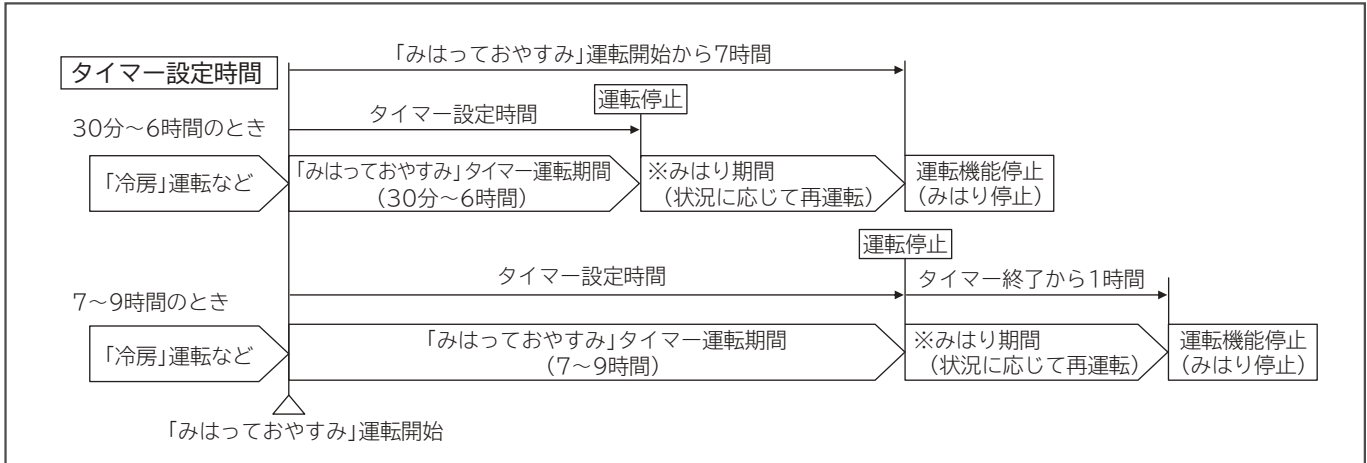 「みはっておやすみ」運転開始から7時間
タイマー設定時間
運転停止
タイマー設定時間
30分～6時間のとき
「冷房」運転など
「みはっておやすみ」タイマー運転期間
(30分～6時間)
※みはり期間
(状況に応じて再運転)
運転機能停止
(みはり停止)
運転停止
タイマー設定時間
タイマー終了から1時間
7～9時間のとき
「冷房」運転など
「みはっておやすみ」タイマー運転期間
(7～9時間)
※みはり期間
(状況に応じて再運転)
運転機能停止
(みはり停止)
「みはっておやすみ」運転開始